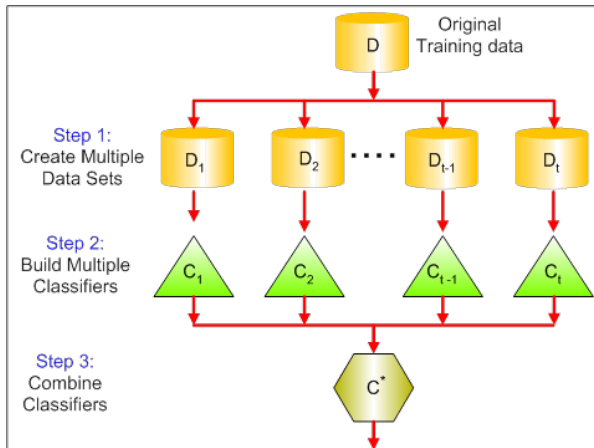 D
Original
Training data
Step 1:
Create Multiple
Data Sets
D1
D2
....
Dt-1
Dt
Step 2:
Build Multiple
Classifiers
C1
C2
Ct-1
Ct
Step 3:
Combine
Classifiers
C*